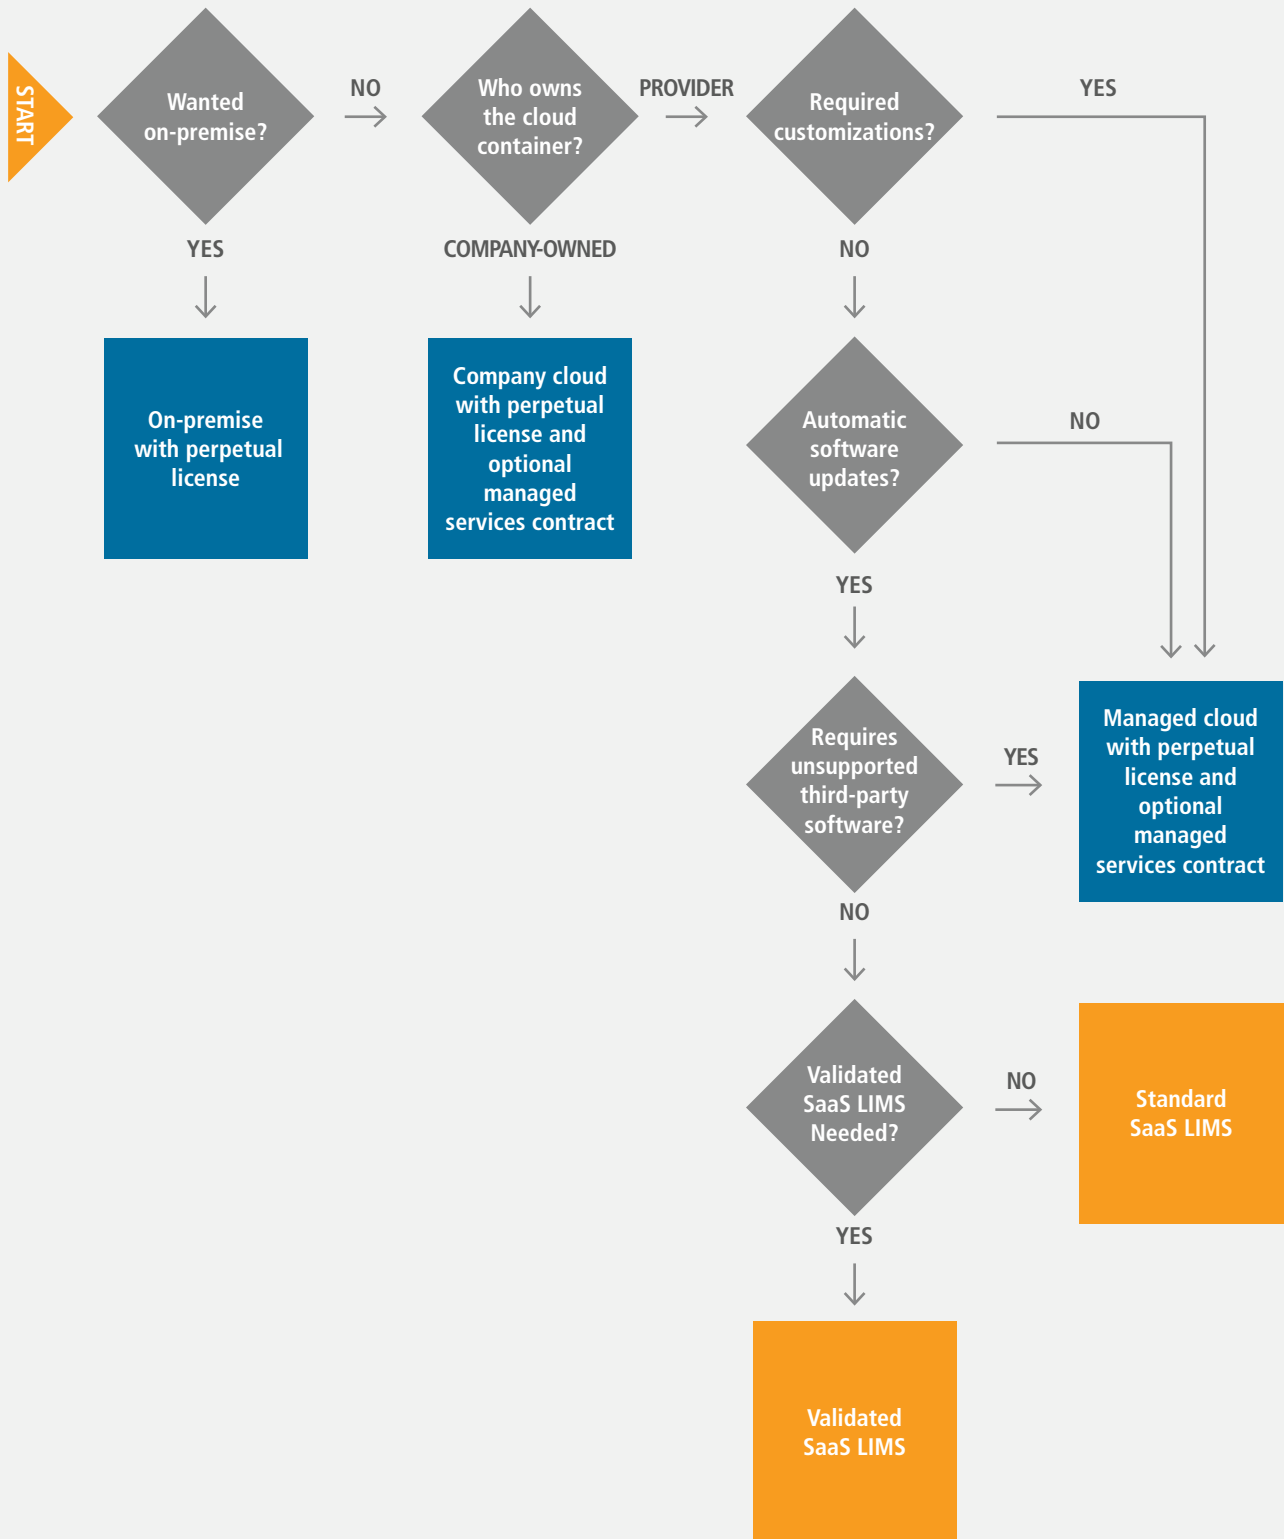 START
Wanted
on-premise?
NO
Who owns
the cloud
container?
PROVIDER
Required
customizations?
YES
YES
COMPANY-OWNED
NO
On-premise
with perpetual
license
Company cloud
with perpetual
license and
optional
managed
services contract
Automatic
software
updates?
NO
YES
Requires
unsupported
third-party
software?
YES
Managed cloud
with perpetual
license and
optional
managed
services contract
NO
Validated
SaaS LIMS
Needed?
NO
Standard
SaaS LIMS
YES
Validated
SaaS LIMS